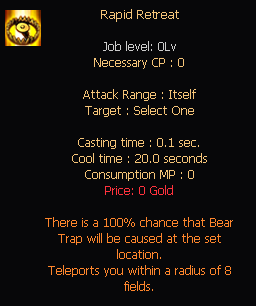 Rapid Retreat
Job level: 0Lv
Necessary CP : 0
Attack Range : Itself
Target : Select One
Casting time : 0.1 sec.
Cool time : 20.0 seconds
Consumption MP : 0
Price: 0 Gold
There is a 100% chance that Bear
Trap will be caused at the set
location.
Teleports you within a radius of 8
fields.